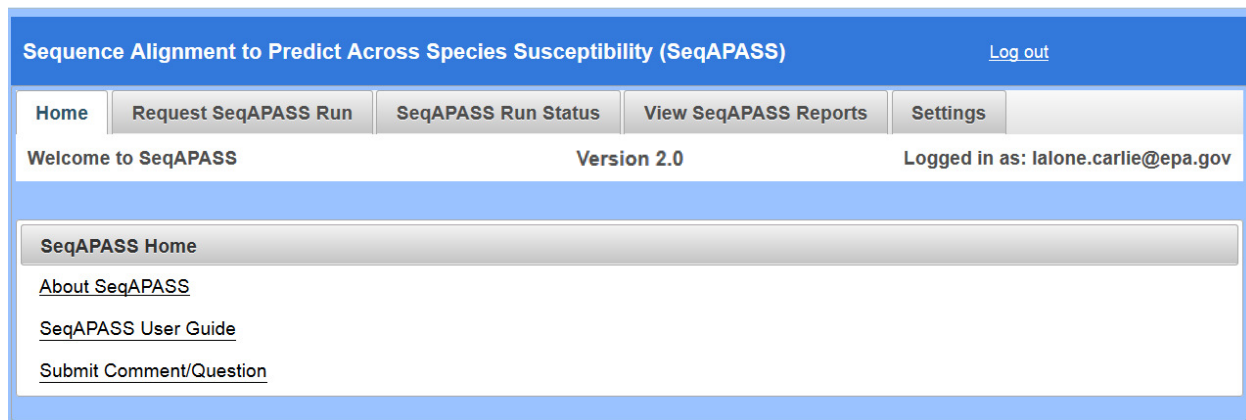 Sequence Alignment to Predict Across Species Susceptibility (SeqAPASS) Log out
Home Request SeqAPASS Run SeqAPASS Run Status View SeqAPASS Reports Settings
Welcome to SeqAPASS Version 2.0 Logged in as: lalone.carlie@epa.gov
SeqAPASS Home
About SeqAPASS
SeqAPASS User Guide
Submit Comment/Question